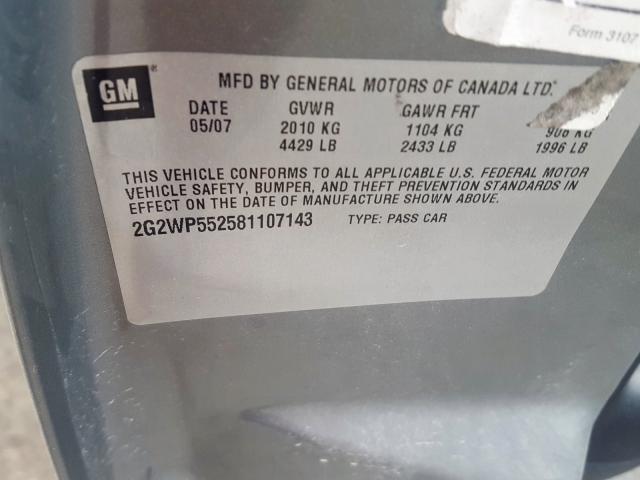 Form 3107
GM
MFD BY GENERAL MOTORS OF CANADA LTD.
DATE GVWR GAWR FRT
05/07 2010 KG 1104 KG 906 KG
4429 LB 2433 LB 1996 LB
THIS VEHICLE CONFORMS TO ALL APPLICABLE U.S. FEDERAL MOTOR
VEHICLE SAFETY, BUMPER, AND THEFT PREVENTION STANDARDS IN
EFFECT ON THE DATE OF MANUFACTURE SHOWN ABOVE.
2G2WP552581107143 TYPE: PASS CAR